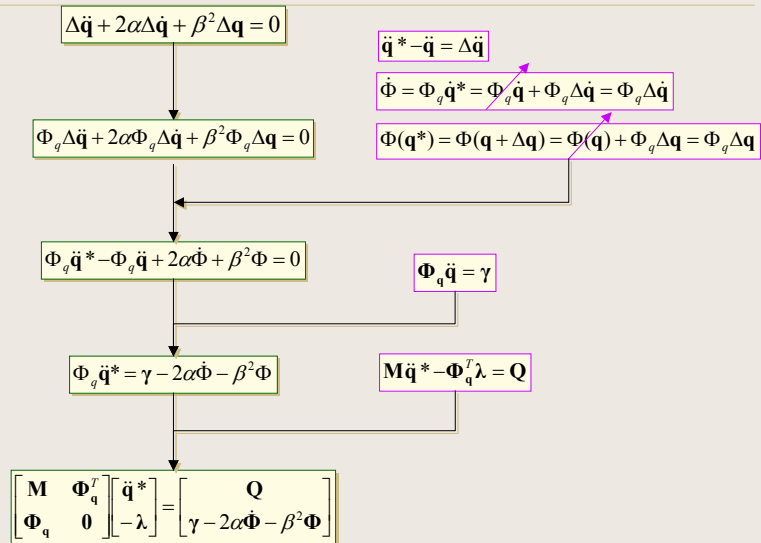 Δq̈ + 2αΔq̇ + β²Δq = 0
q̈ * −q̈ = Δq̈
Φ̇ = Φ_q q̇* = Φ_q q̇ + Φ_q Δq̇ = Φ_q Δq̇
Φ_q Δq̈ + 2αΦ_q Δq̇ + β²Φ_q Δq = 0
Φ(q*) = Φ(q + Δq) = Φ(q) + Φ_q Δq = Φ_q Δq
Φ_q q̈ * −Φ_q q̈ + 2αΦ̇ + β²Φ = 0
Φ_q q̈ = γ
Φ_q q̈* = γ − 2αΦ̇ − β²Φ
Mq̈ * −Φ_q^T λ = Q
[M Φ_q^T] [q̈ *] = [Q]
[Φ_q 0] [−λ] [γ − 2αΦ̇ − β²Φ]